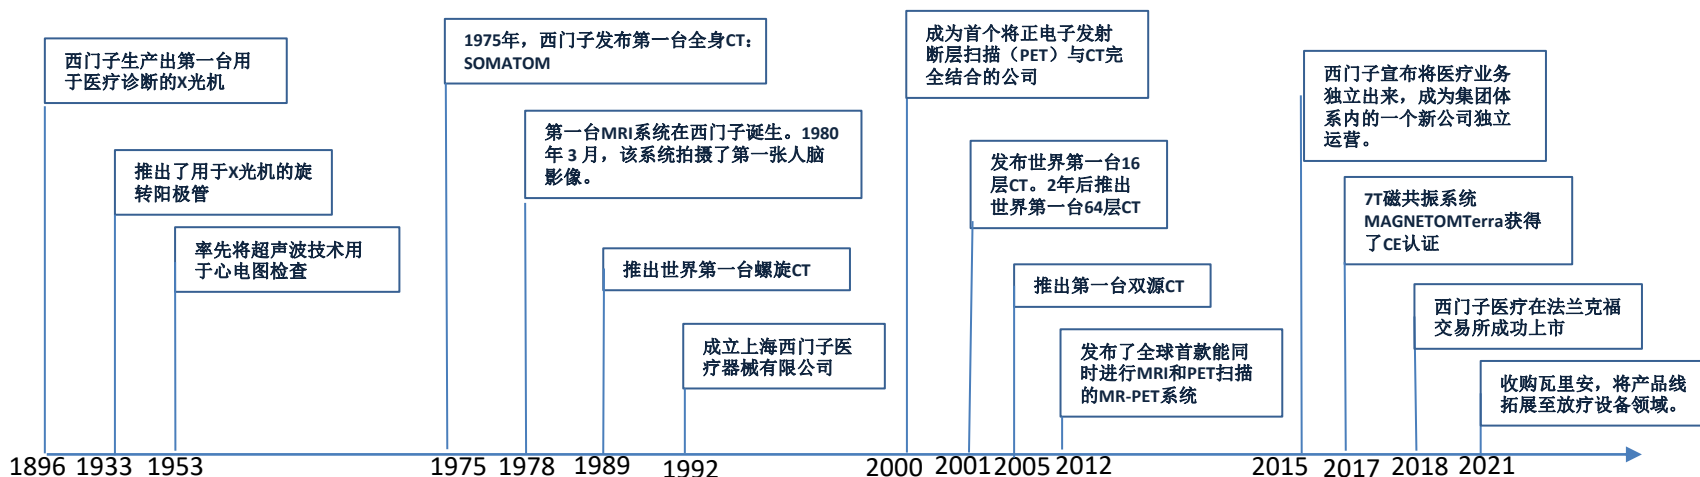 西门子生产出第一台用
于医疗诊断的X光机
推出了用于X光机的旋
转阳极管
率先将超声波技术用
于心电图检查
1975年，西门子发布第一台全身CT：
SOMATOM
第一台MRI系统在西门子诞生。1980
年 3 月，该系统拍摄了第一张人脑
影像。
推出世界第一台螺旋CT
成立上海西门子医
疗器械有限公司
成为首个将正电子发射
断层扫描（PET）与CT完
全结合的公司
发布世界第一台16
层CT。2年后推出
世界第一台64层CT
推出第一台双源CT
发布了全球首款能同
时进行MRI和PET扫描
的MR-PET系统
西门子宣布将医疗业务
独立出来，成为集团体
系内的一个新公司独立
运营。
7T磁共振系统
MAGNETOMTerra获得
了CE认证
西门子医疗在法兰克福
交易所成功上市
收购瓦里安，将产品线
拓展至放疗设备领域。
1896 1933 1953 1975 1978 1989 1992 2000 2001 2005 2012 2015 2017 2018 2021